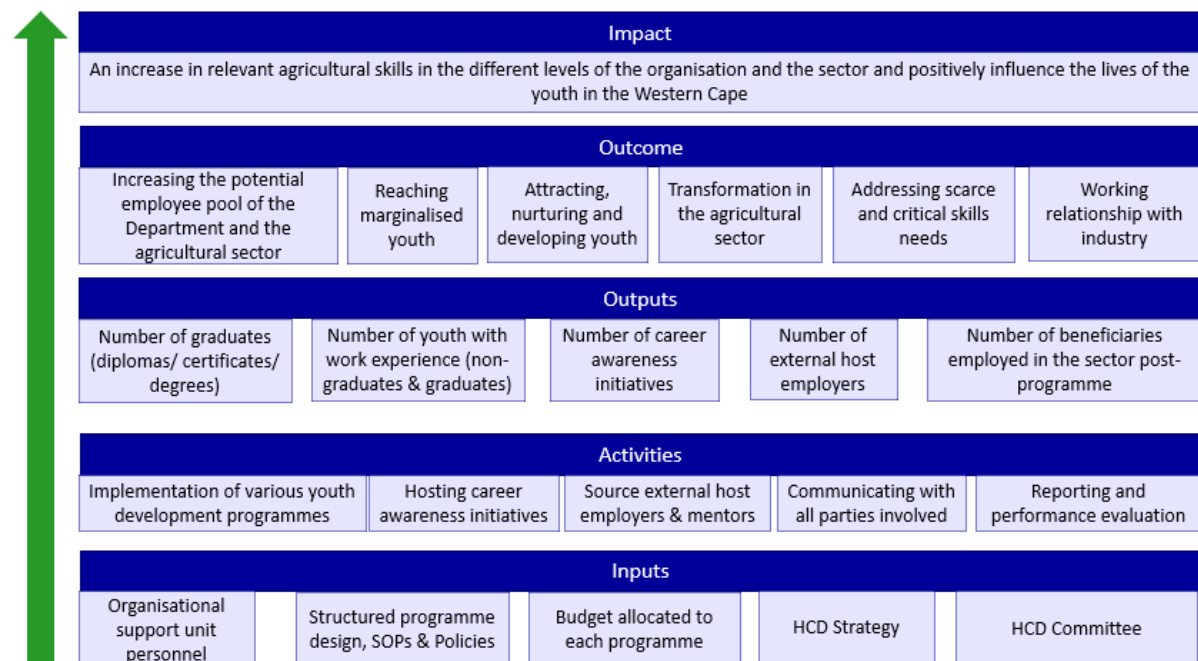 Impact
An increase in relevant agricultural skills in the different levels of the organisation and the sector and positively influence the lives of the
youth in the Western Cape
Outcome
Increasing the potential
employee pool of the
Department and the
agricultural sector
Reaching
marginalised
youth
Attracting,
nurturing and
developing youth
Transformation in
the agricultural
sector
Addressing scarce
and critical skills
needs
Working
relationship with
industry
Outputs
Number of graduates
(diplomas/ certificates/
degrees)
Number of youth with
work experience (non-
graduates & graduates)
Number of career
awareness
initiatives
Number of
external host
employers
Number of beneficiaries
employed in the sector post-
programme
Activities
Implementation of various youth
development programmes
Hosting career
awareness initiatives
Source external host
employers & mentors
Communicating with
all parties involved
Reporting and
performance evaluation
Inputs
Organisational
support unit
personnel
Structured programme
design, SOPs & Policies
Budget allocated to
each programme
HCD Strategy
HCD Committee